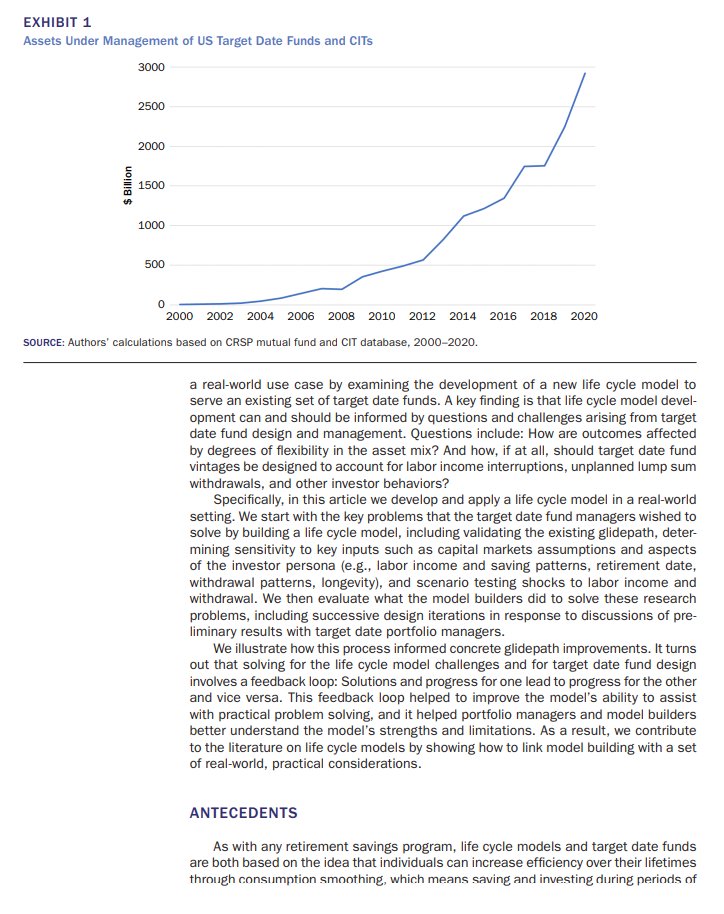 EXHIBIT 1
Assets Under Management of US Target Date Funds and CITs
3000
2500
2000
1500
1000
500
0
$ Billion
2000 2002 2004 2006 2008 2010 2012 2014 2016 2018 2020
SOURCE: Authors’ calculations based on CRSP mutual fund and CIT database, 2000–2020.
a real-world use case by examining the development of a new life cycle model to
serve an existing set of target date funds. A key finding is that life cycle model devel-
opment can and should be informed by questions and challenges arising from target
date fund design and management. Questions include: How are outcomes affected
by degrees of flexibility in the asset mix? And how, if at all, should target date fund
vintages be designed to account for labor income interruptions, unplanned lump sum
withdrawals, and other investor behaviors?
Specifically, in this article we develop and apply a life cycle model in a real-world
setting. We start with the key problems that the target date fund managers wished to
solve by building a life cycle model, including validating the existing glidepath, deter-
mining sensitivity to key inputs such as capital markets assumptions and aspects
of the investor persona (e.g., labor income and saving patterns, retirement date,
withdrawal patterns, longevity), and scenario testing shocks to labor income and
withdrawal. We then evaluate what the model builders did to solve these research
problems, including successive design iterations in response to discussions of pre-
liminary results with target date portfolio managers.
We illustrate how this process informed concrete glidepath improvements. It turns
out that solving for the life cycle model challenges and for target date fund design
involves a feedback loop: Solutions and progress for one lead to progress for the other
and vice versa. This feedback loop helped to improve the model’s ability to assist
with practical problem solving, and it helped portfolio managers and model builders
better understand the model’s strengths and limitations. As a result, we contribute
to the literature on life cycle models by showing how to link model building with a set
of real-world, practical considerations.
ANTECEDENTS
As with any retirement savings program, life cycle models and target date funds
are both based on the idea that individuals can increase efficiency over their lifetimes
through consumption smoothing, which means saving and investing during periods of